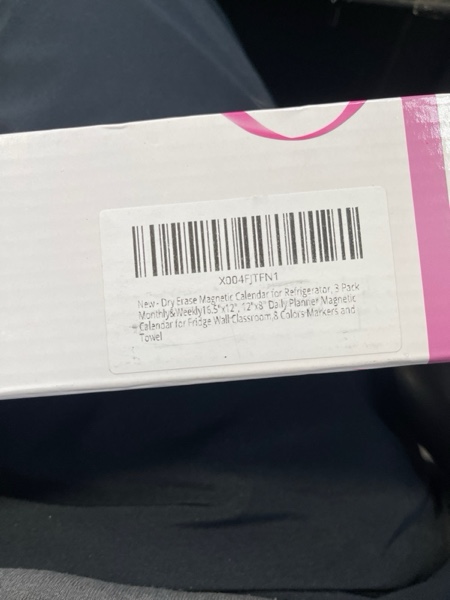 X004FJTFN1
New - Dry Erase Magnetic Calendar for Refrigerator, 3 Pack
Monthly&Weekly16.5"x12", 12"x8" Daily Planner Magnetic
Calendar for Fridge Wall Classroom,8 Colors Markers and
Towel